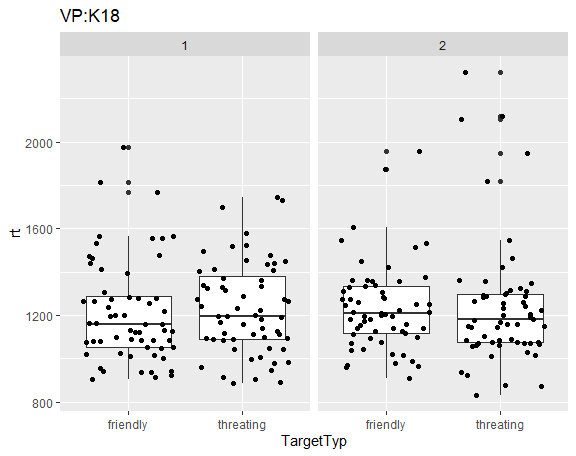 VP:K18
1 2
rt
2000
1600
1200
800
friendly threating friendly threating
TargetTyp